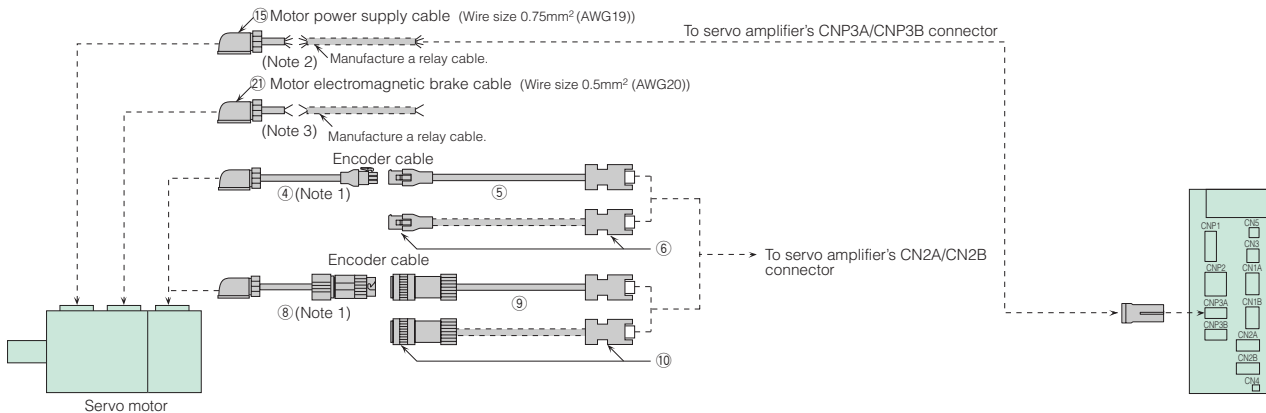 ⑮ Motor power supply cable (Wire size 0.75mm² (AWG19))
To servo amplifier's CNP3A/CNP3B connector
Manufacture a relay cable.
(Note 2)
㉑ Motor electromagnetic brake cable (Wire size 0.5mm² (AWG20))
(Note 3)
Manufacture a relay cable.
Encoder cable
④ (Note 1)
⑤
⑥
Encoder cable
To servo amplifier's CN2A/CN2B
connector
⑧ (Note 1)
⑨
⑩
Servo motor
CNP1
CN5
CN3
CNP2
CN1A
CNP3A
CN1B
CNP3B
CN2A
CN2B
CN4